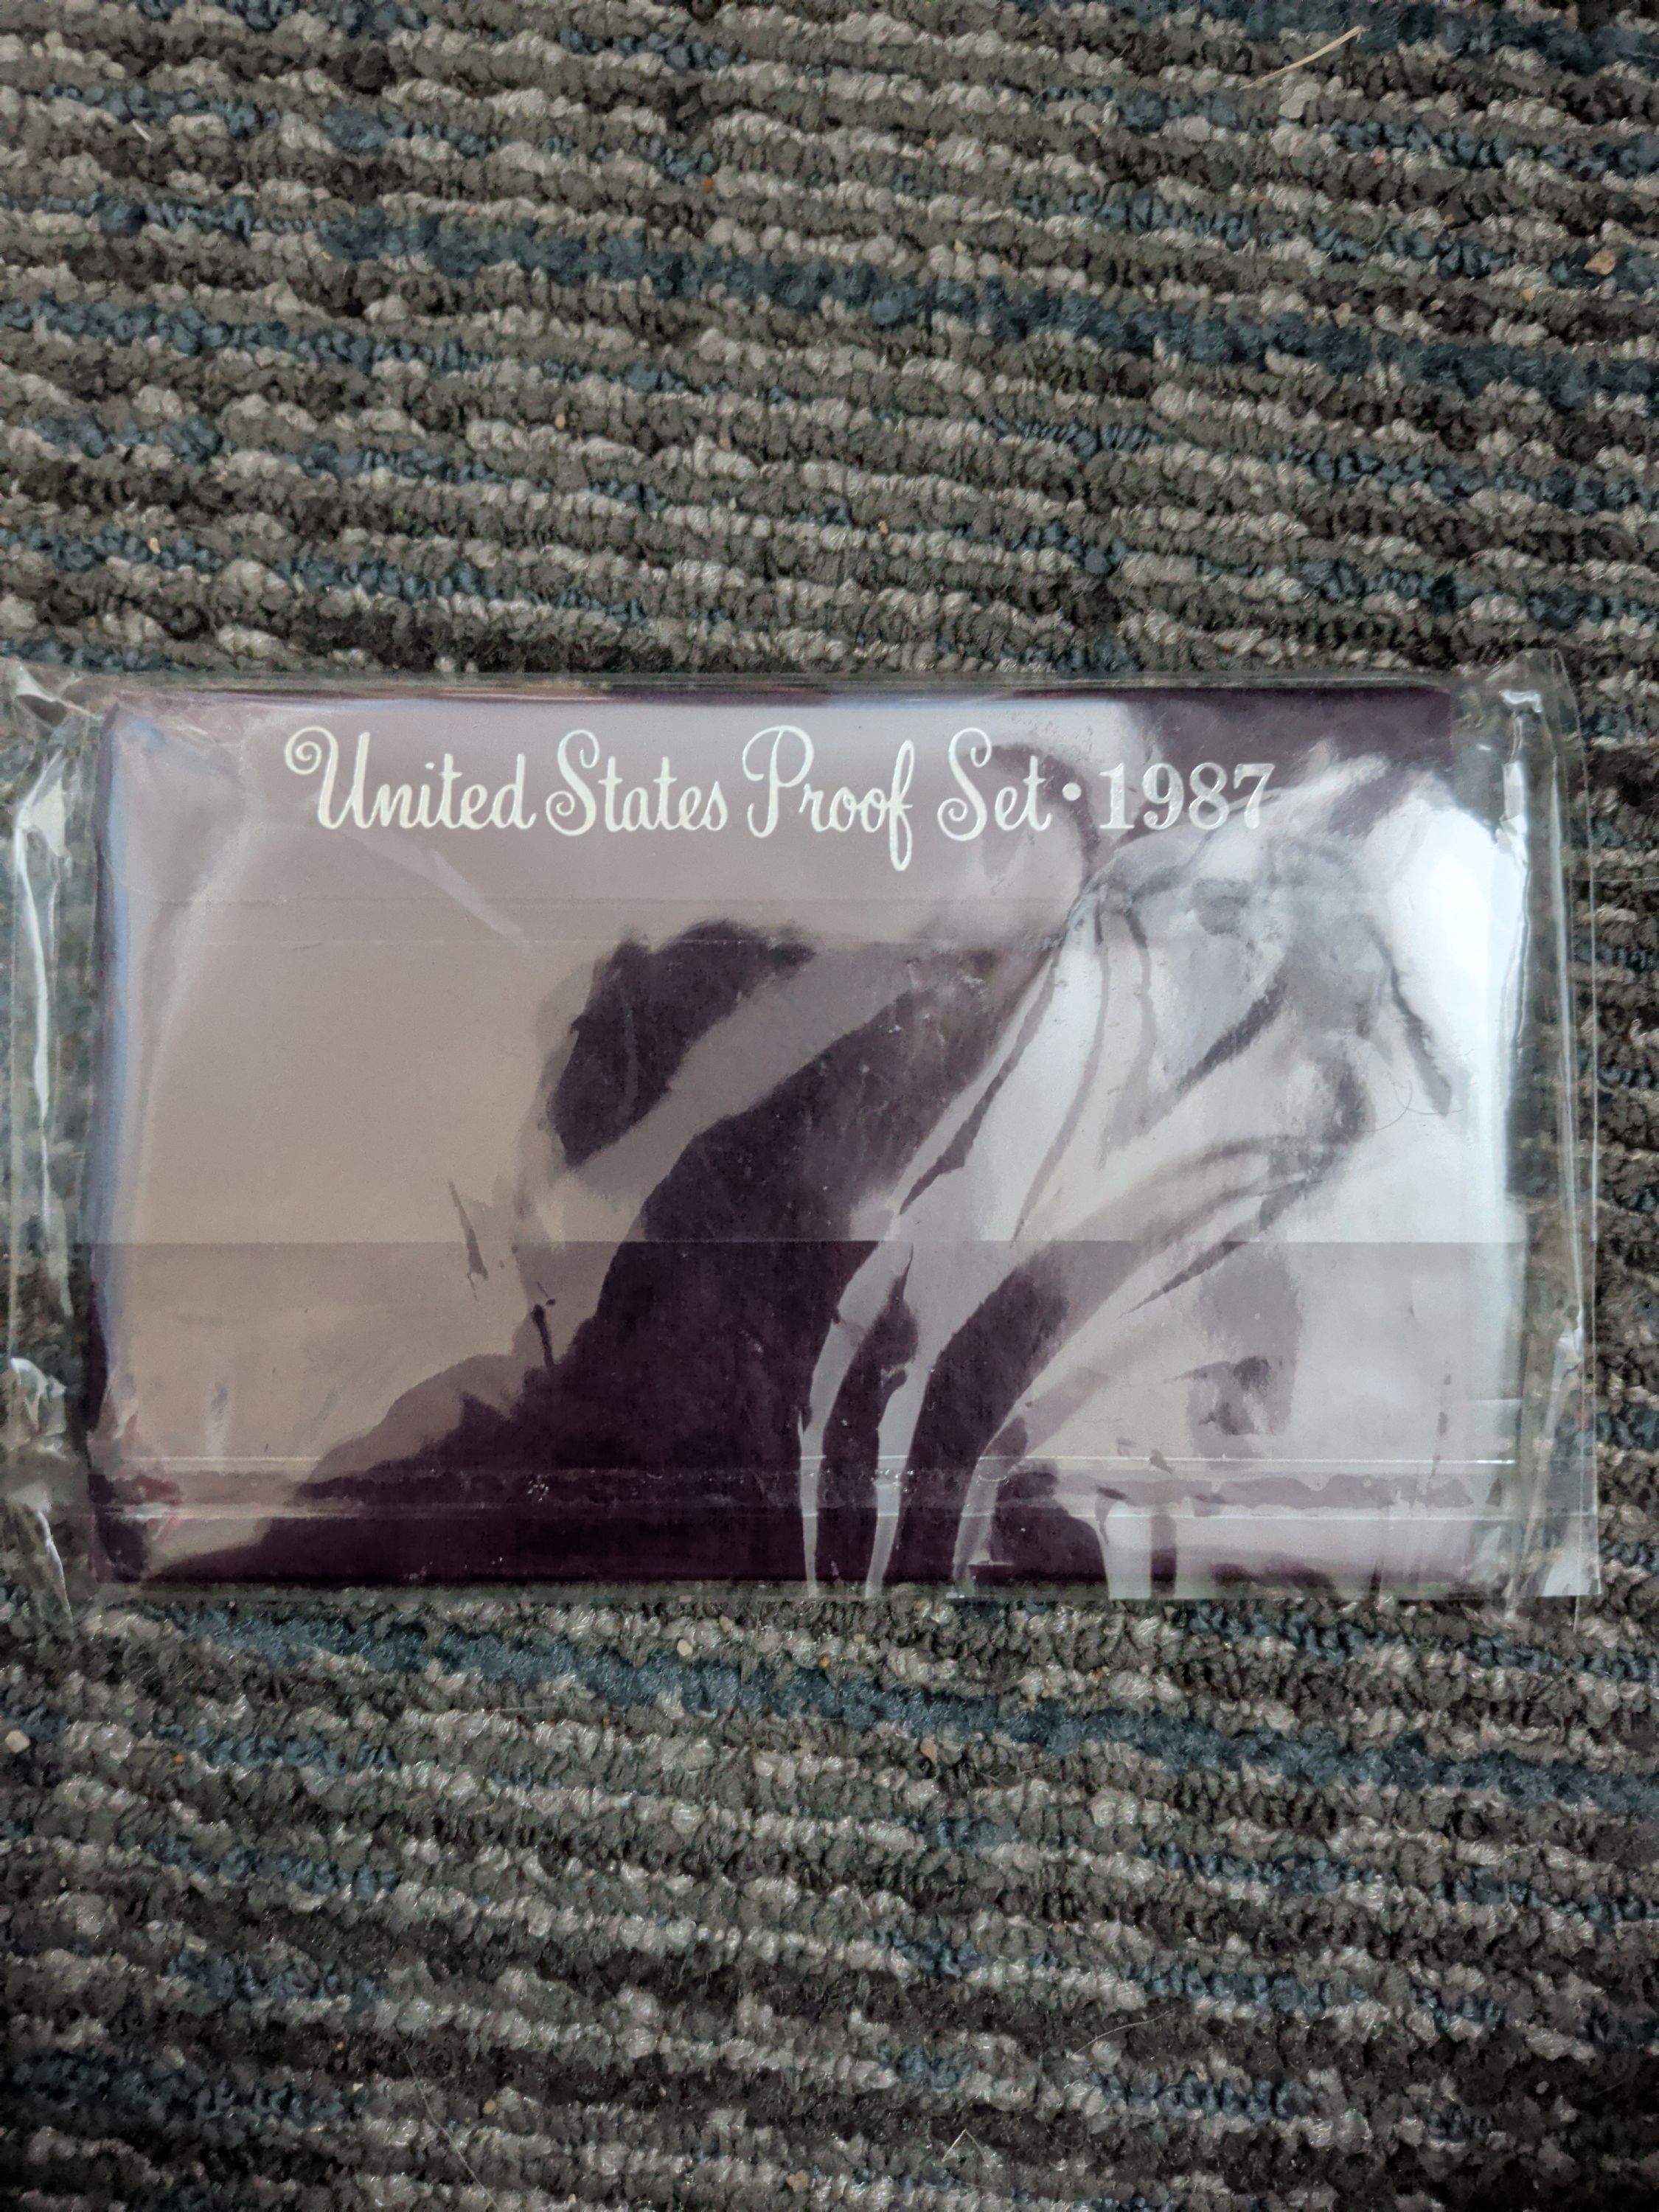 United States Proof Set · 1987